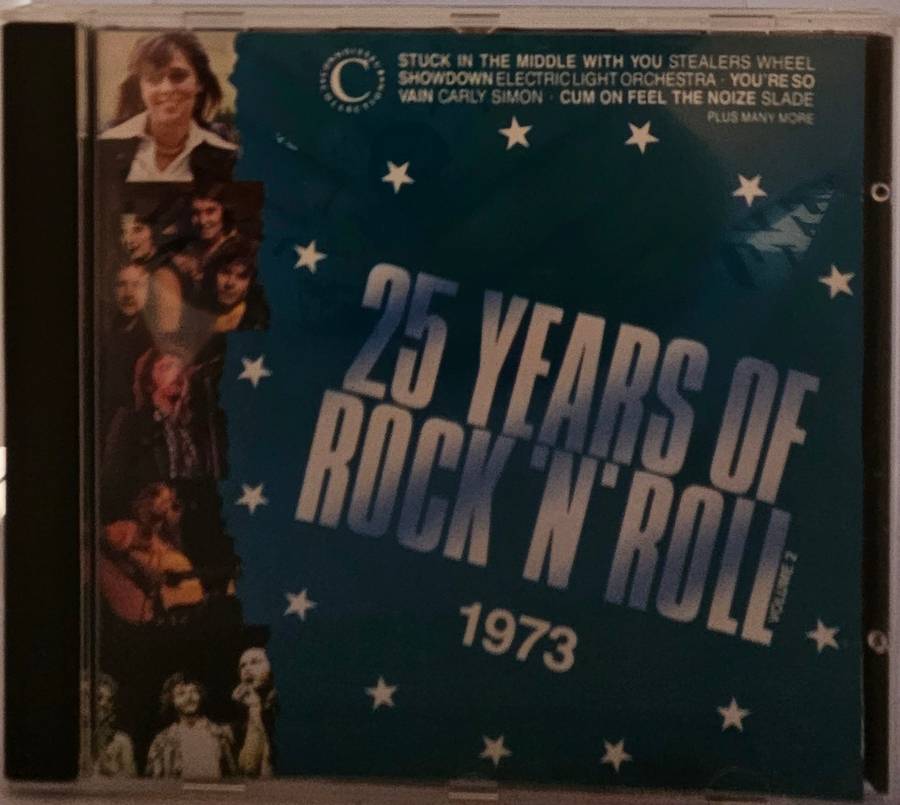 STUCK IN THE MIDDLE WITH YOU STEALERS WHEEL
SHOWDOWN ELECTRIC LIGHT ORCHESTRA · YOU'RE SO
VAIN CARLY SIMON · CUM ON FEEL THE NOIZE SLADE
PLUS MANY MORE
C
25 YEARS OF
ROCK 'N' ROLL
VOLUME 2
1973